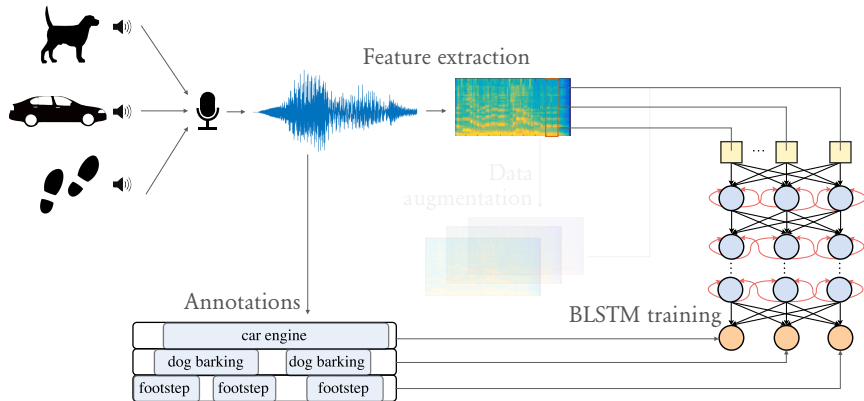 Feature extraction
...
Data
augmentation
Annotations
BLSTM training
car engine
dog barking dog barking
footstep footstep footstep